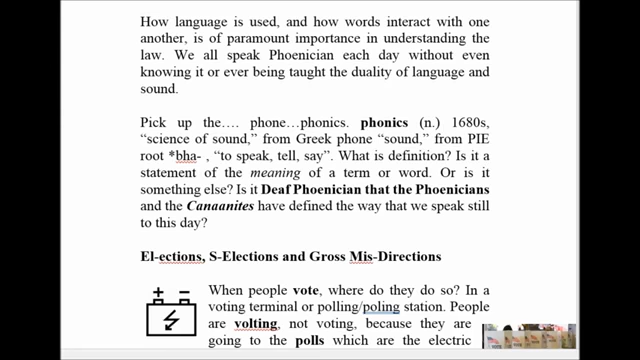 How language is used, and how words interact with one
another, is of paramount importance in understanding the
law. We all speak Phoenician each day without even
knowing it or ever being taught the duality of language and
sound.
Pick up the…. phone…phonics. phonics (n.) 1680s,
“science of sound,” from Greek phone “sound,” from PIE
root *bha- , “to speak, tell, say”. What is definition? Is it a
statement of the meaning of a term or word. Or is it
something else? Is it Deaf Phoenician that the Phoenicians
and the Canaanites have defined the way that we speak still
to this day?
El-ections, S-Elections and Gross Mis-Directions
When people vote, where do they do so? In a
voting terminal or polling/poling station. People
are volting, not voting, because they are
going to the polls which are the electric